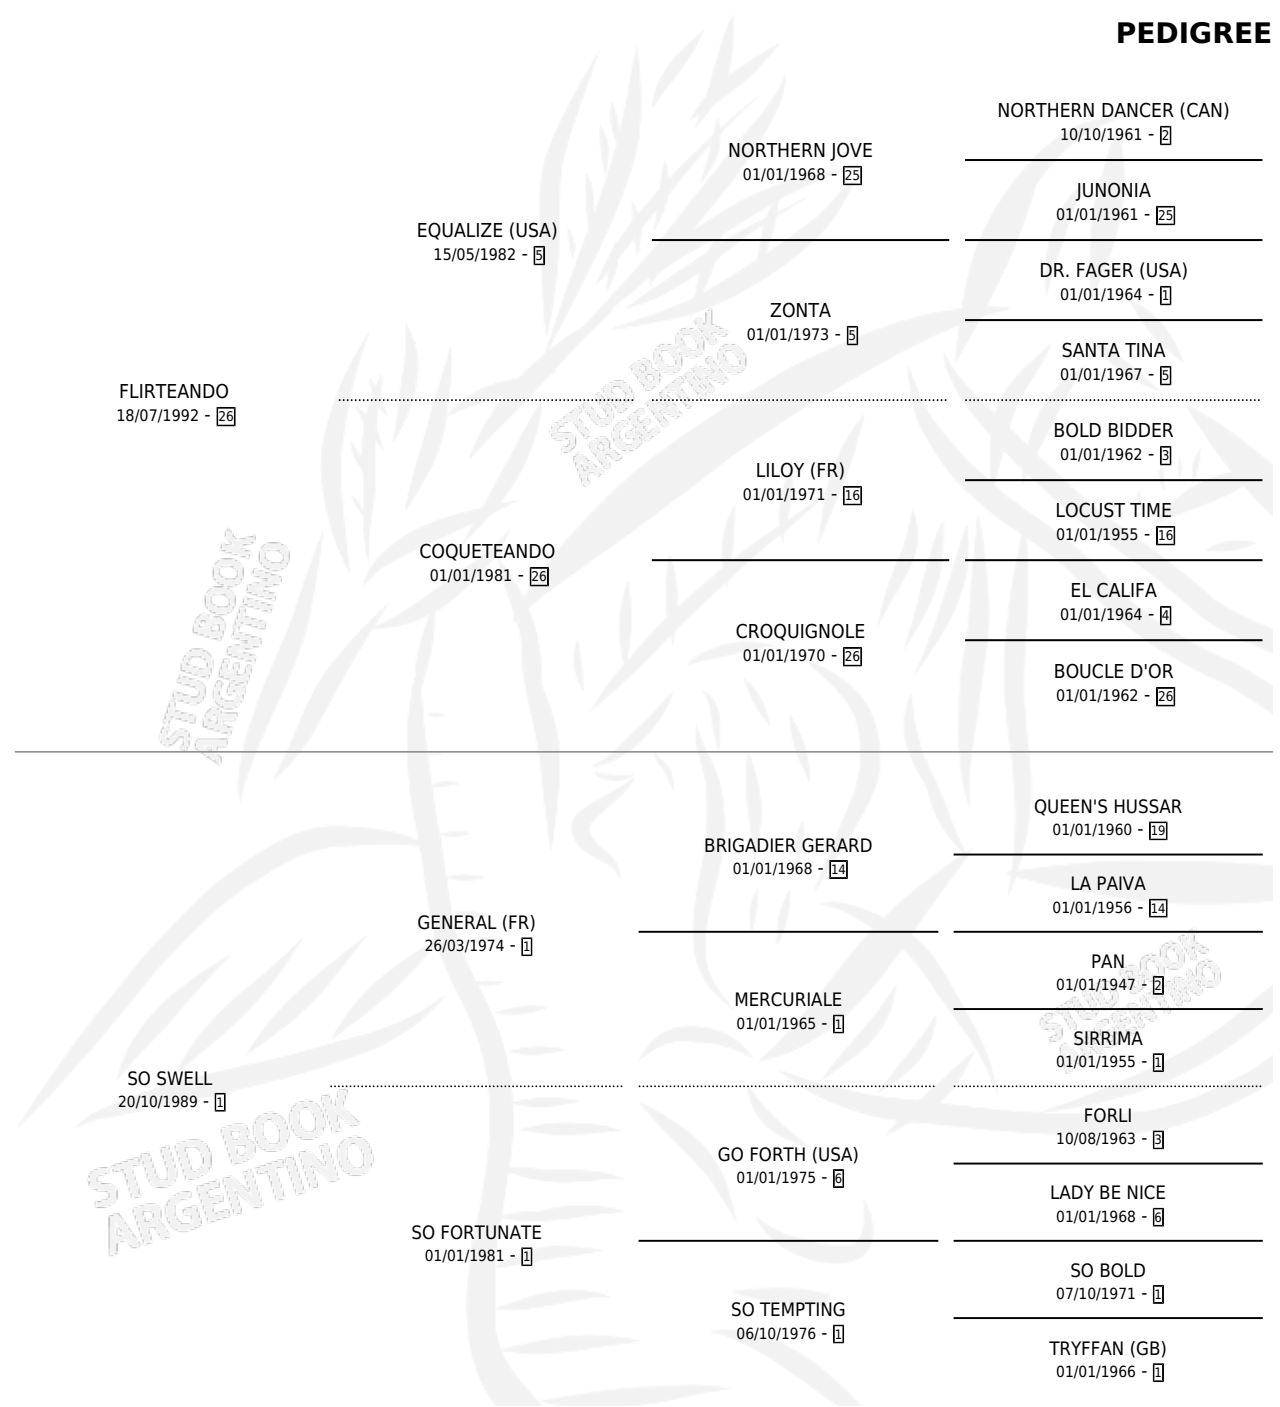 PEDIGREE
NORTHERN DANCER (CAN)
10/10/1961 - 2
NORTHERN JOVE
01/01/1968 - 25
JUNONIA
01/01/1961 - 25
EQUALIZE (USA)
15/05/1982 - 5
DR. FAGER (USA)
01/01/1964 - 1
ZONTA
01/01/1973 - 5
SANTA TINA
01/01/1967 - 5
FLIRTEANDO
18/07/1992 - 26
BOLD BIDDER
01/01/1962 - 3
LILOY (FR)
01/01/1971 - 16
LOCUST TIME
01/01/1955 - 16
COQUETEANDO
01/01/1981 - 26
EL CALIFA
01/01/1964 - 4
CROQUIGNOLE
01/01/1970 - 26
BOUCLE D'OR
01/01/1962 - 26
QUEEN'S HUSSAR
01/01/1960 - 19
BRIGADIER GERARD
01/01/1968 - 14
LA PAIVA
01/01/1956 - 14
GENERAL (FR)
26/03/1974 - 1
PAN
01/01/1947 - 2
MERCURIALE
01/01/1965 - 1
SIRRIMA
01/01/1955 - 1
SO SWELL
20/10/1989 - 1
FORLI
10/08/1963 - 3
GO FORTH (USA)
01/01/1975 - 6
LADY BE NICE
01/01/1968 - 6
SO FORTUNATE
01/01/1981 - 1
SO BOLD
07/10/1971 - 1
SO TEMPTING
06/10/1976 - 1
TRYFFAN (GB)
01/01/1966 - 1
STUD BOOK
ARGENTINO
STUD BOOK
ARGENTINO
STUD BOOK
ARGENTINO
STUD BOOK
ARGENTINO